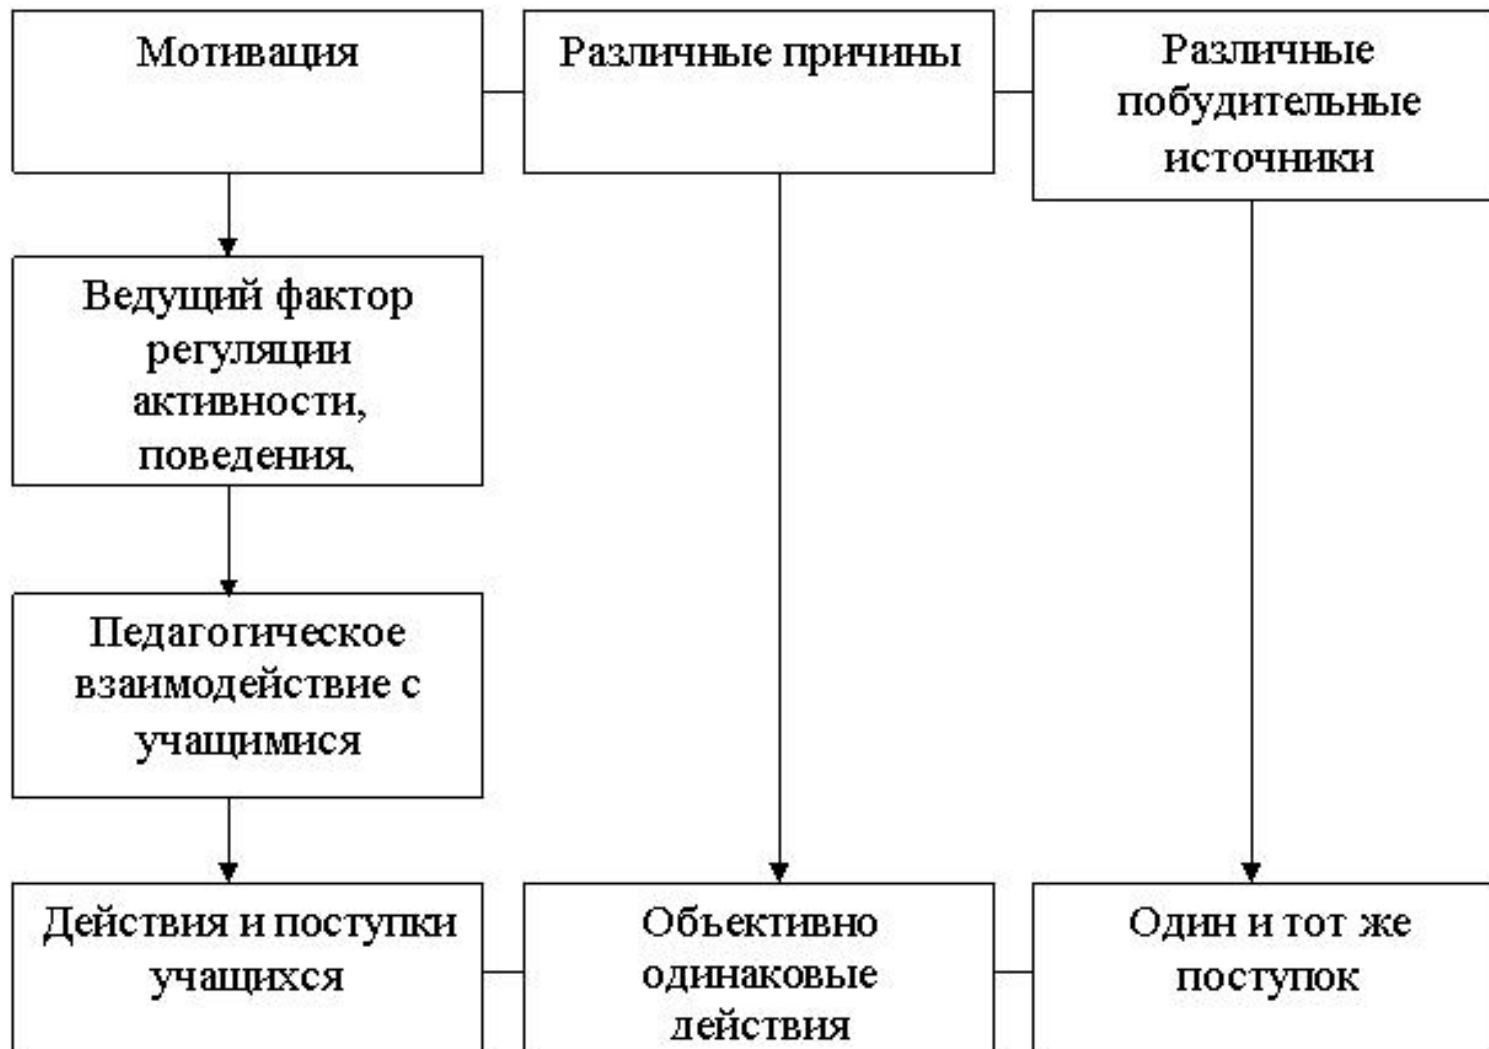 Мотивация
Различные причины
Различные
побудительные
источники
Ведущий фактор
регуляции
активности,
поведения,
Педагогическое
взаимодействие с
учащимися
Действия и поступки
учащихся
Объективно
одинаковые
действия
Один и тот же
поступок